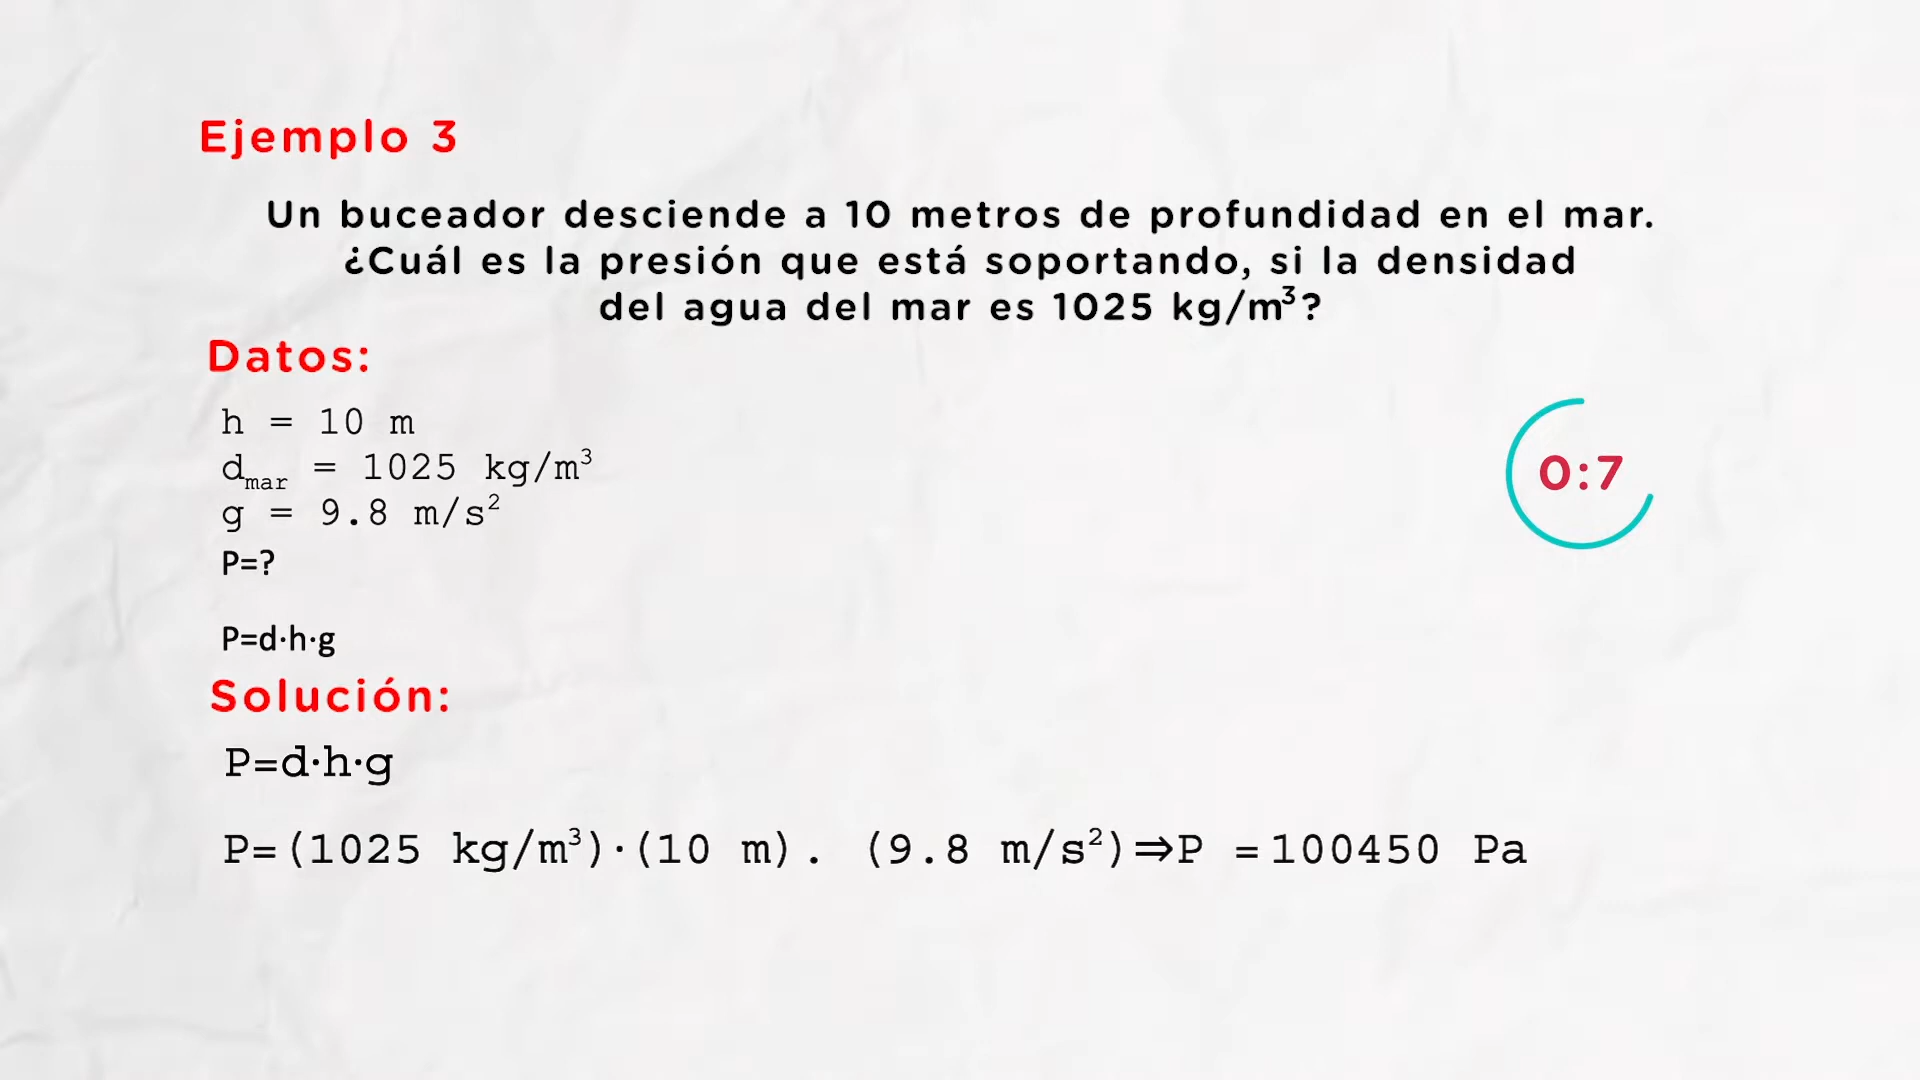 Ejemplo 3
Un buceador desciende a 10 metros de profundidad en el mar.
¿Cuál es la presión que está soportando, si la densidad
del agua del mar es 1025 kg/m³?
Datos:
h = 10 m
d_mar = 1025 kg/m³
g = 9.8 m/s²
0:7
P=?
P=d·h·g
Solución:
P=d·h·g
P=(1025 kg/m³)·(10 m). (9.8 m/s²)⇒P =100450 Pa